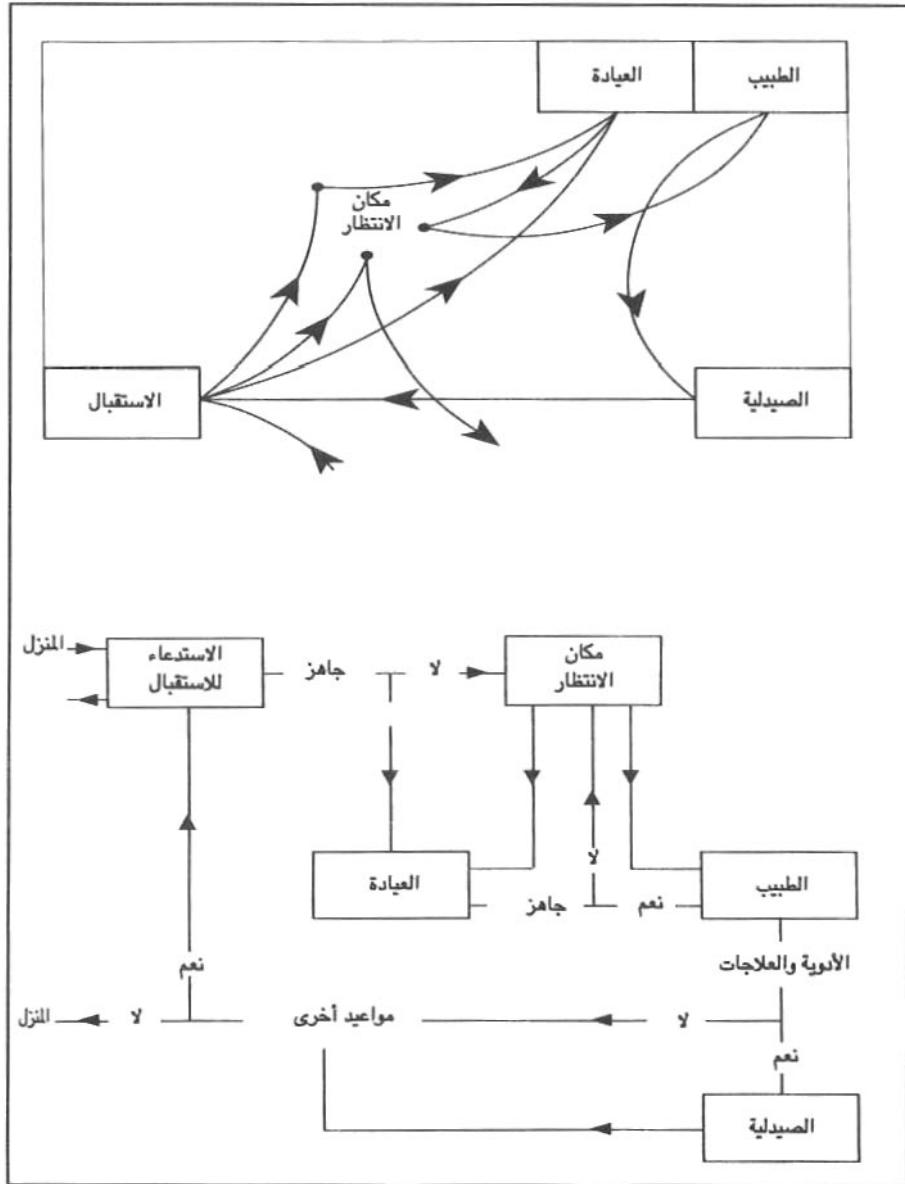 الطبيب
العيادة
مكان
الانتظار
الصيدلية
الاستقبال
المنزل
الاستدعاء
للاستقبال
جاهز
لا
مكان
الانتظار
لا
العيادة
جاهز
نعم
الطبيب
الأدوية والعلاجات
نعم
المنزل
لا
مواعيد أخرى
لا
نعم
الصيدلية